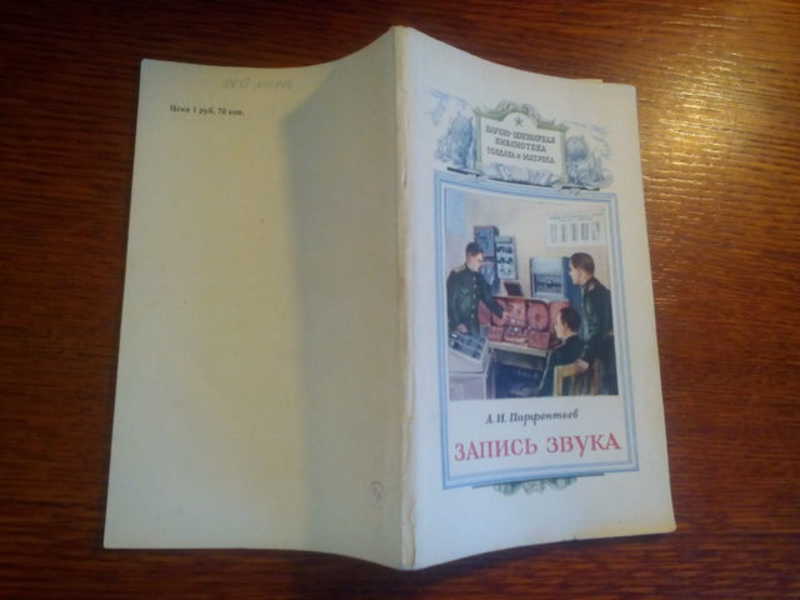 Цена 1 руб. 70 коп.
НАУЧНО-ПОПУЛЯРНАЯ
БИБЛИОТЕКА
СОЛДАТА и МАТРОСА
А. И. Парфентьев
ЗАПИСЬ ЗВУКА